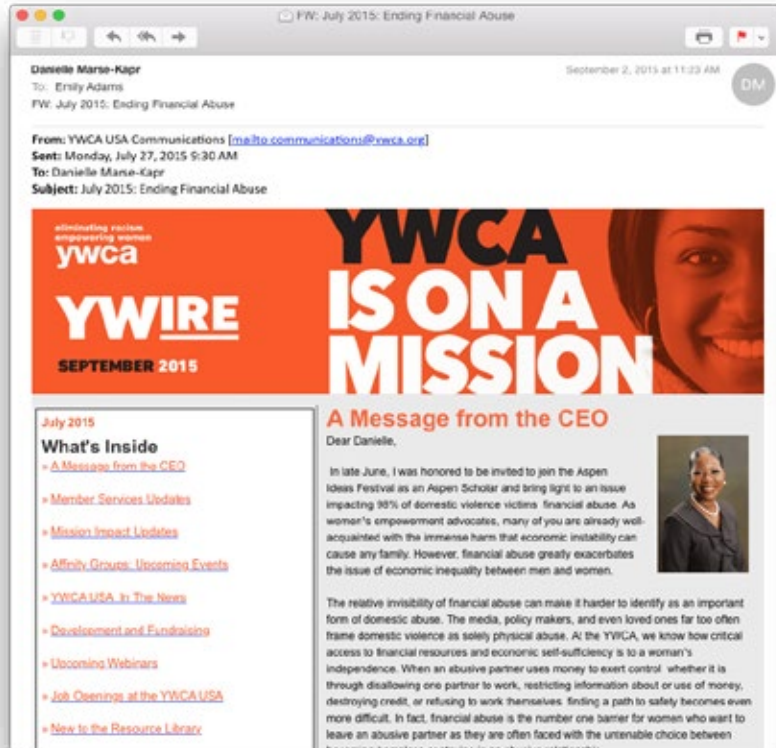 FW: July 2015: Ending Financial Abuse
Danielle Marse-Kapr
September 2, 2015 at 11:23 AM
DM
To: Emily Adams
FW: July 2015: Ending Financial Abuse
From: YWCA USA Communications [mailto:communications@ywca.org]
Sent: Monday, July 27, 2015 9:30 AM
To: Danielle Marse-Kapr
Subject: July 2015: Ending Financial Abuse
eliminating racism
empowering women
ywca
YWIRE
SEPTEMBER 2015
YWCA
IS ON A
MISSION
July 2015
What's Inside
» A Message from the CEO
» Member Services Updates
» Mission Impact Updates
» Affinity Groups: Upcoming Events
» YWCA USA In The News
» Development and Fundraising
» Upcoming Webinars
» Job Openings at the YWCA USA
» New to the Resource Library
A Message from the CEO
Dear Danielle,
In late June, I was honored to be invited to join the Aspen
Ideas Festival as an Aspen Scholar and bring light to an issue
impacting 98% of domestic violence victims financial abuse. As
women's empowerment advocates, many of you are already well-
acquainted with the immense harm that economic instability can
cause any family. However, financial abuse greatly exacerbates
the issue of economic inequality between men and women.
The relative invisibility of financial abuse can make it harder to identify as an important
form of domestic abuse. The media, policy makers, and even loved ones far too often
frame domestic violence as solely physical abuse. At the YWCA, we know how critical
access to financial resources and economic self-sufficiency is to a woman's
independence. When an abusive partner uses money to exert control whether it is
through disallowing one partner to work, restricting information about or use of money,
destroying credit, or refusing to work themselves finding a path to safety becomes even
more difficult. In fact, financial abuse is the number one barrier for women who want to
leave an abusive partner as they are often faced with the untenable choice between